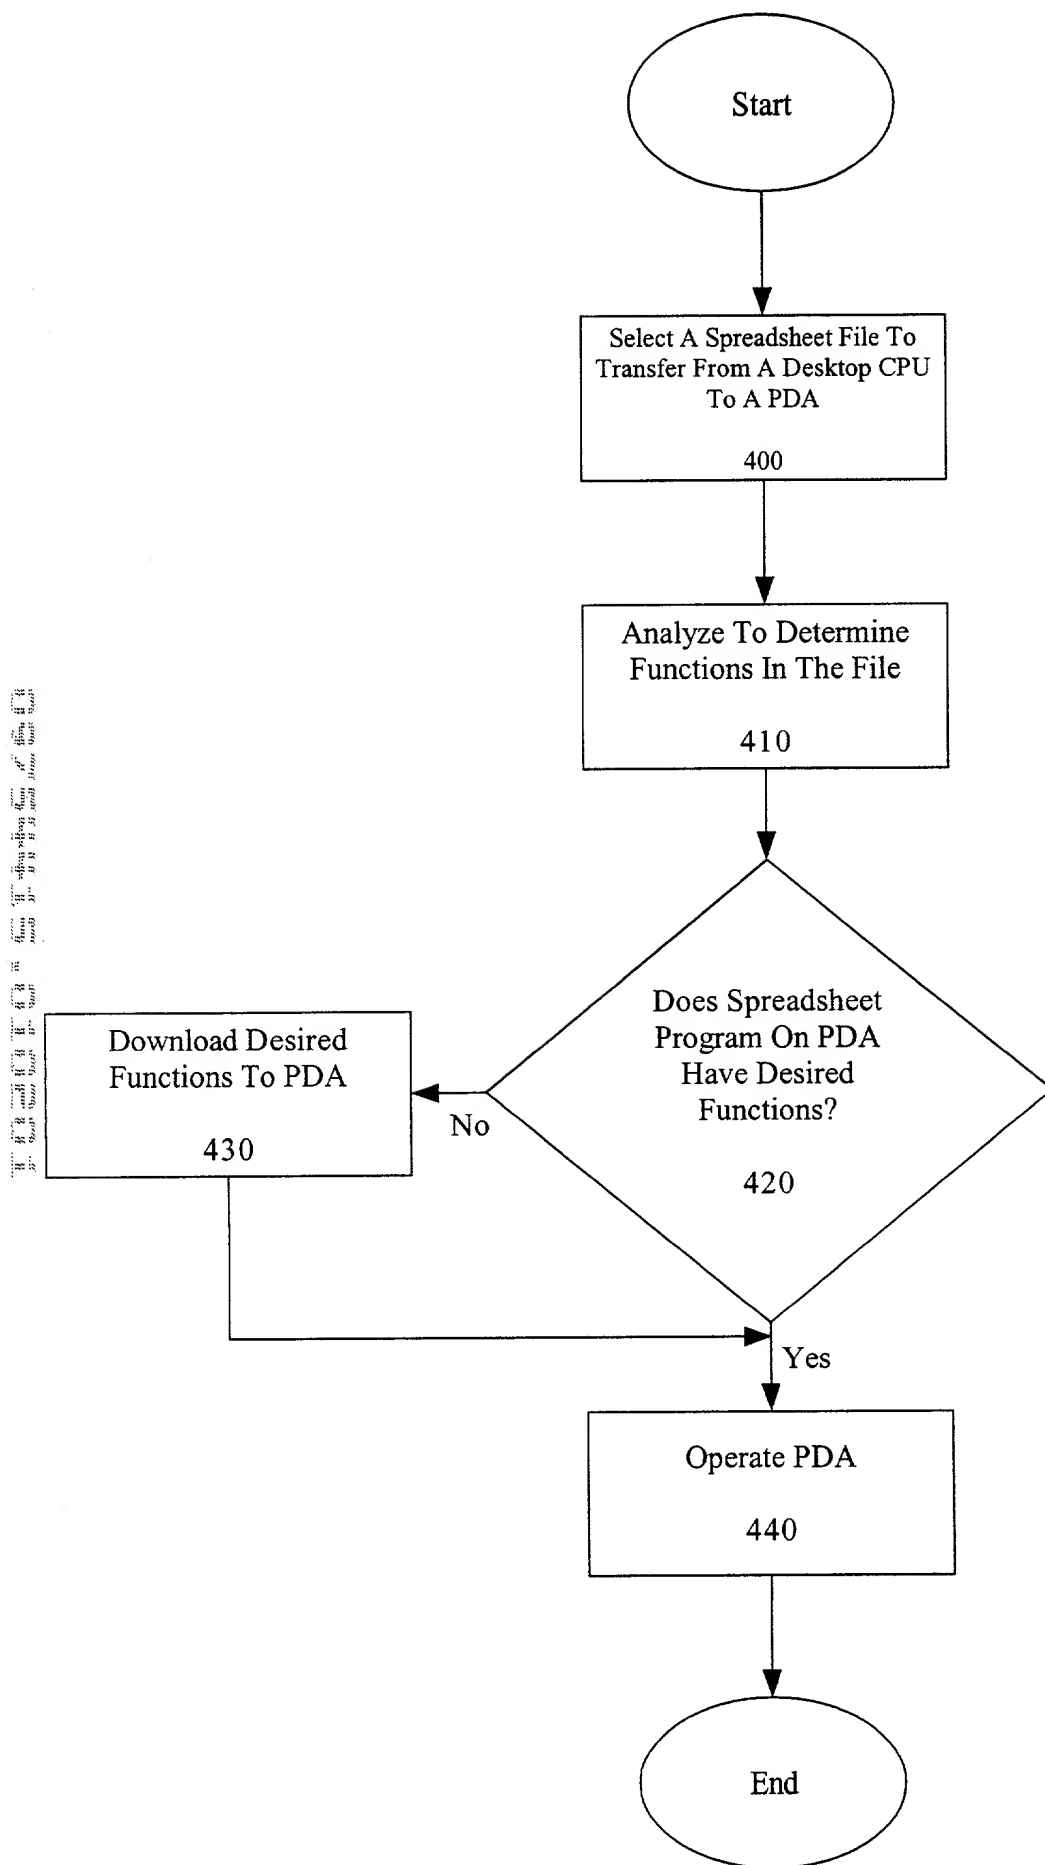 Start
Select A Spreadsheet File To
Transfer From A Desktop CPU
To A PDA
400
Analyze To Determine
Functions In The File
410
Does Spreadsheet
Program On PDA
Have Desired
Functions?
420
No
Download Desired
Functions To PDA
430
Yes
Operate PDA
440
End